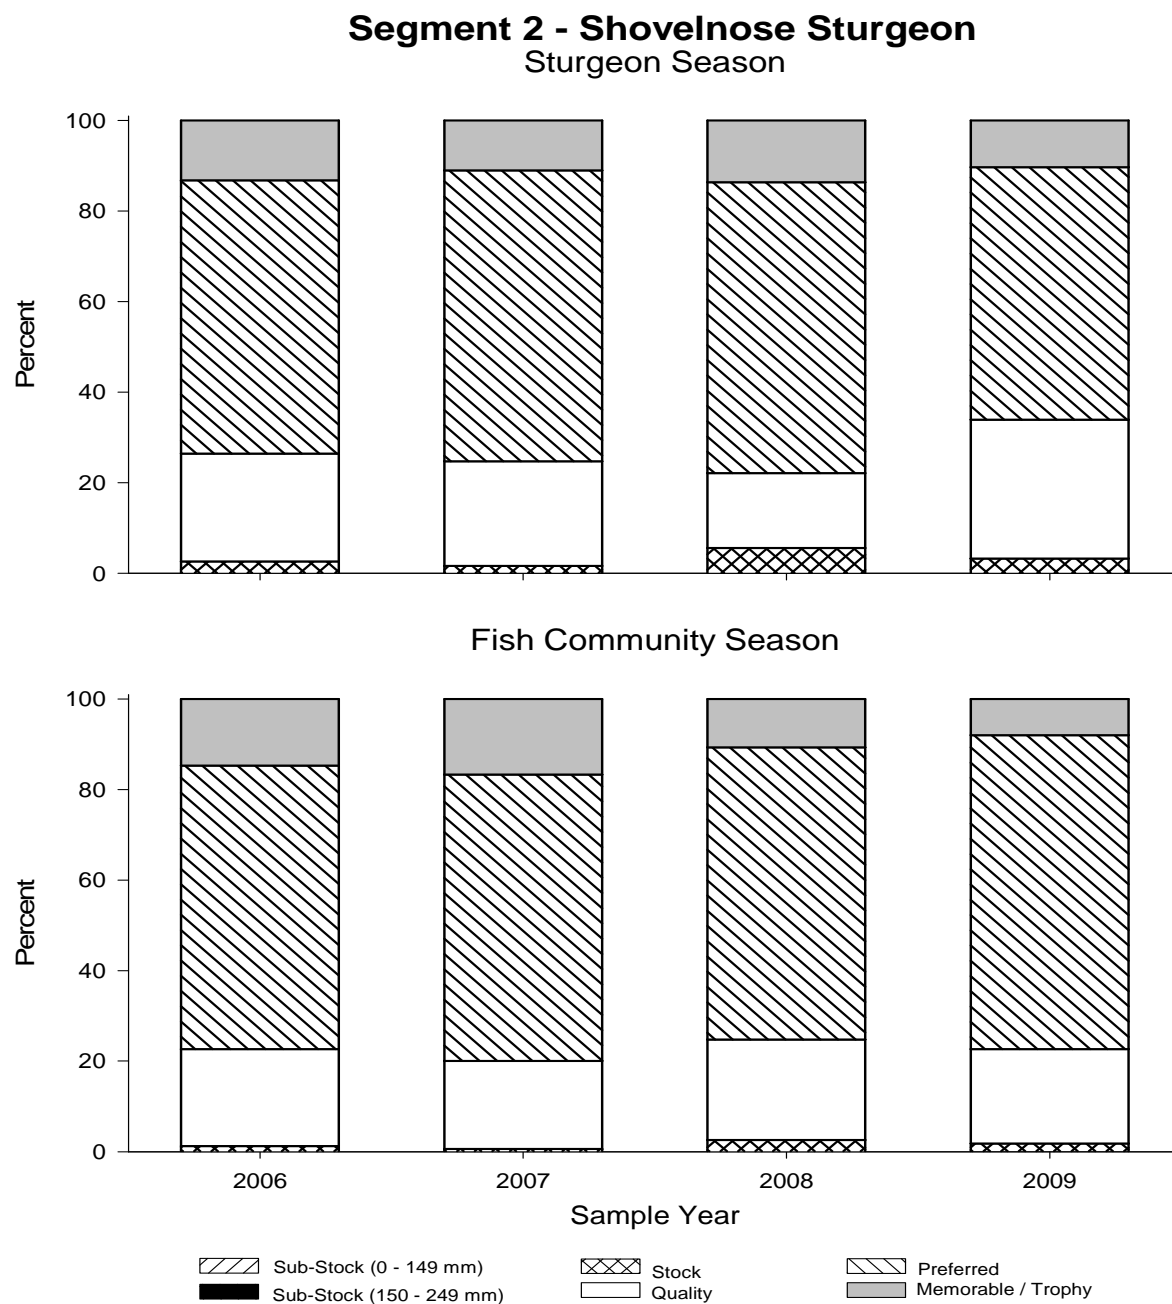 Segment 2 - Shovelnose Sturgeon
Sturgeon Season
100
80
60
40
20
0
Percent
Fish Community Season
100
80
60
40
20
0
Percent
2006 2007 2008 2009
Sample Year
Sub-Stock (0 - 149 mm) Stock Preferred
Sub-Stock (150 - 249 mm) Quality Memorable / Trophy